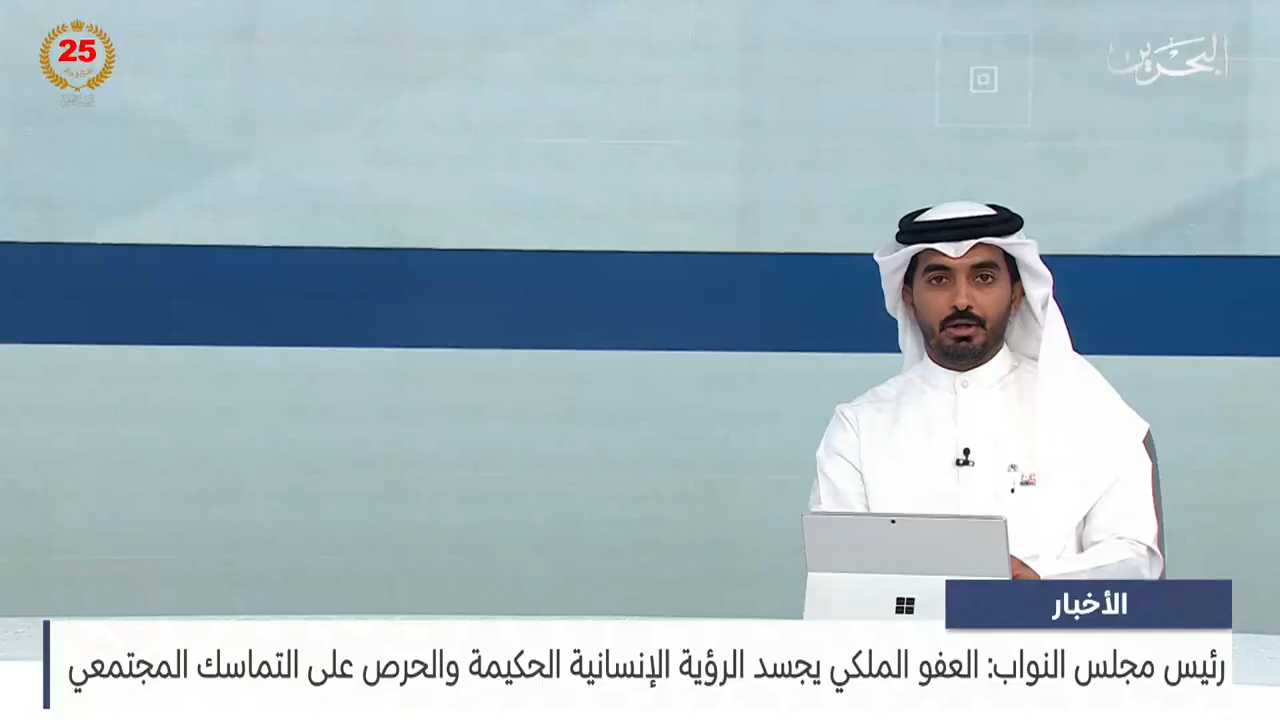 25
البحرين
الأخبار
رئيس مجلس النواب: العفو الملكي يجسد الرؤية الإنسانية الحكيمة والحرص على التماسك المجتمعي